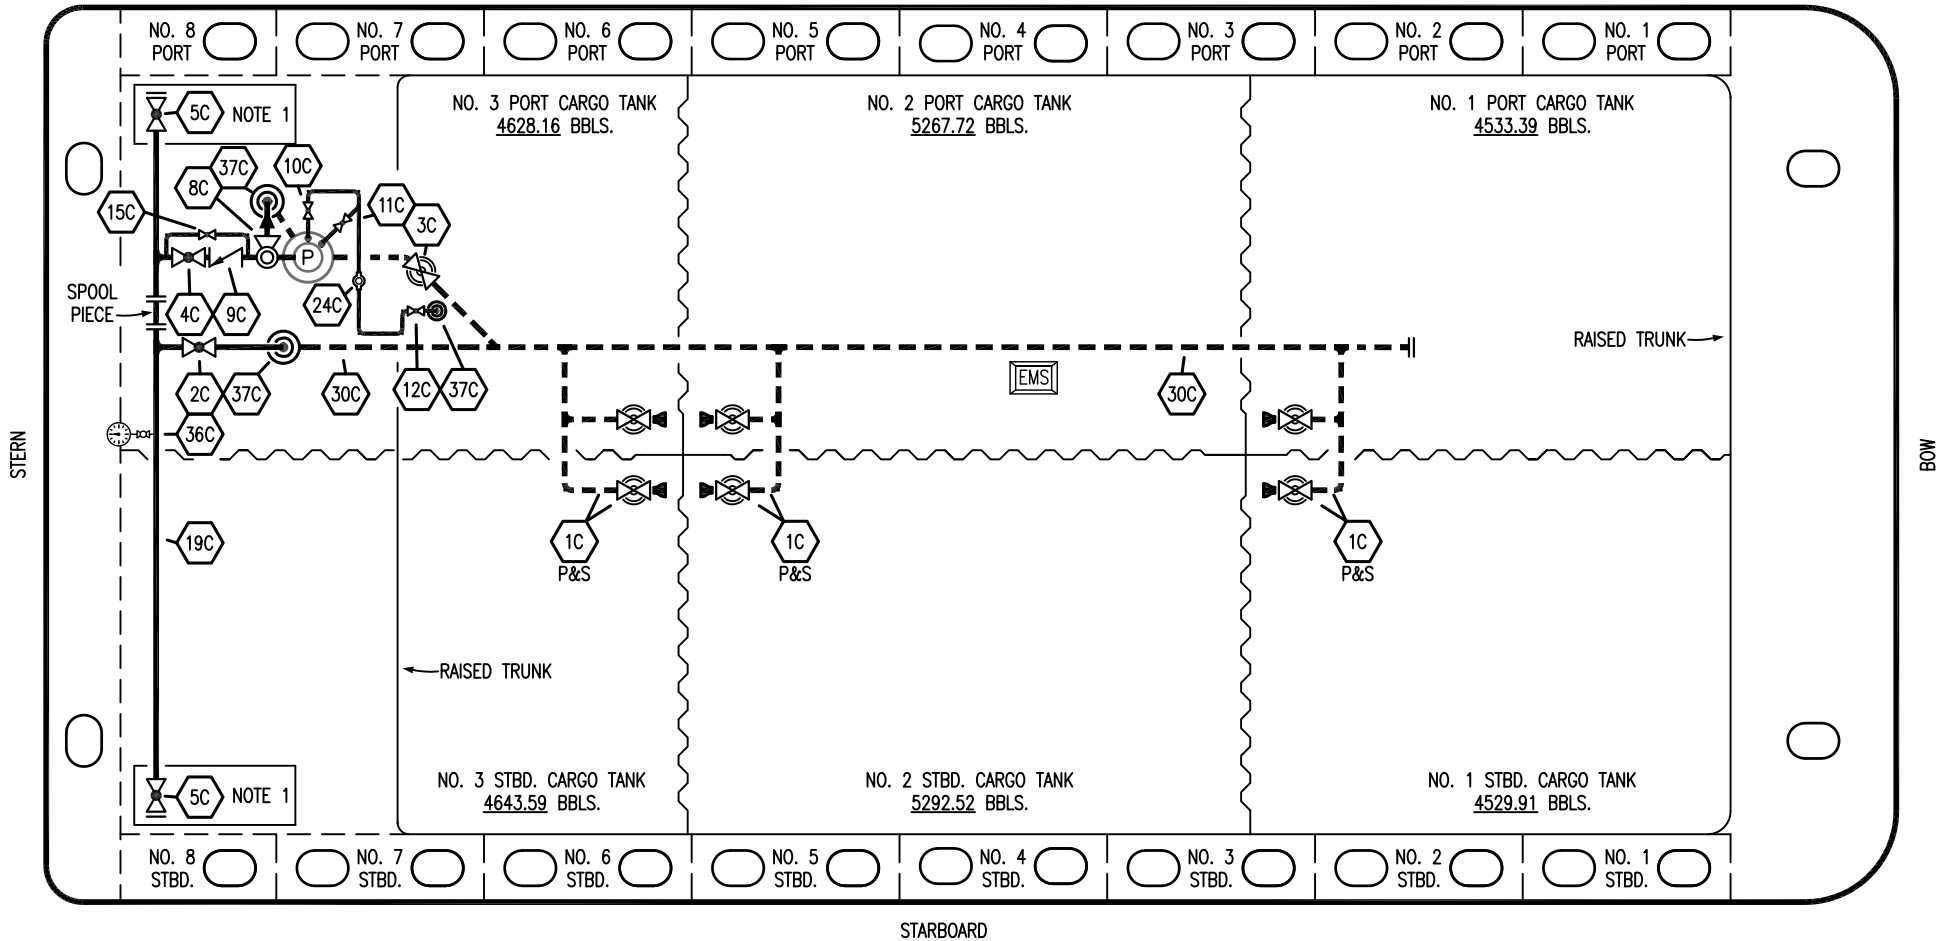 NO. 8
PORT
NO. 7
PORT
NO. 6
PORT
NO. 5
PORT
NO. 4
PORT
NO. 3
PORT
NO. 2
PORT
NO. 1
PORT
5C
NOTE 1
NO. 3 PORT CARGO TANK
4628.16 BBLS.
NO. 2 PORT CARGO TANK
5267.72 BBLS.
NO. 1 PORT CARGO TANK
4533.39 BBLS.
37C
10C
8C
15C
11C
3C
P
SPOOL
PIECE
4C
9C
24C
RAISED TRUNK
2C
37C
30C
12C
37C
EMS
30C
36C
STERN
BOW
19C
1C
P&S
1C
P&S
1C
P&S
RAISED TRUNK
5C
NOTE 1
NO. 3 STBD. CARGO TANK
4643.59 BBLS.
NO. 2 STBD. CARGO TANK
5292.52 BBLS.
NO. 1 STBD. CARGO TANK
4529.91 BBLS.
NO. 8
STBD.
NO. 7
STBD.
NO. 6
STBD.
NO. 5
STBD.
NO. 4
STBD.
NO. 3
STBD.
NO. 2
STBD.
NO. 1
STBD.
STARBOARD